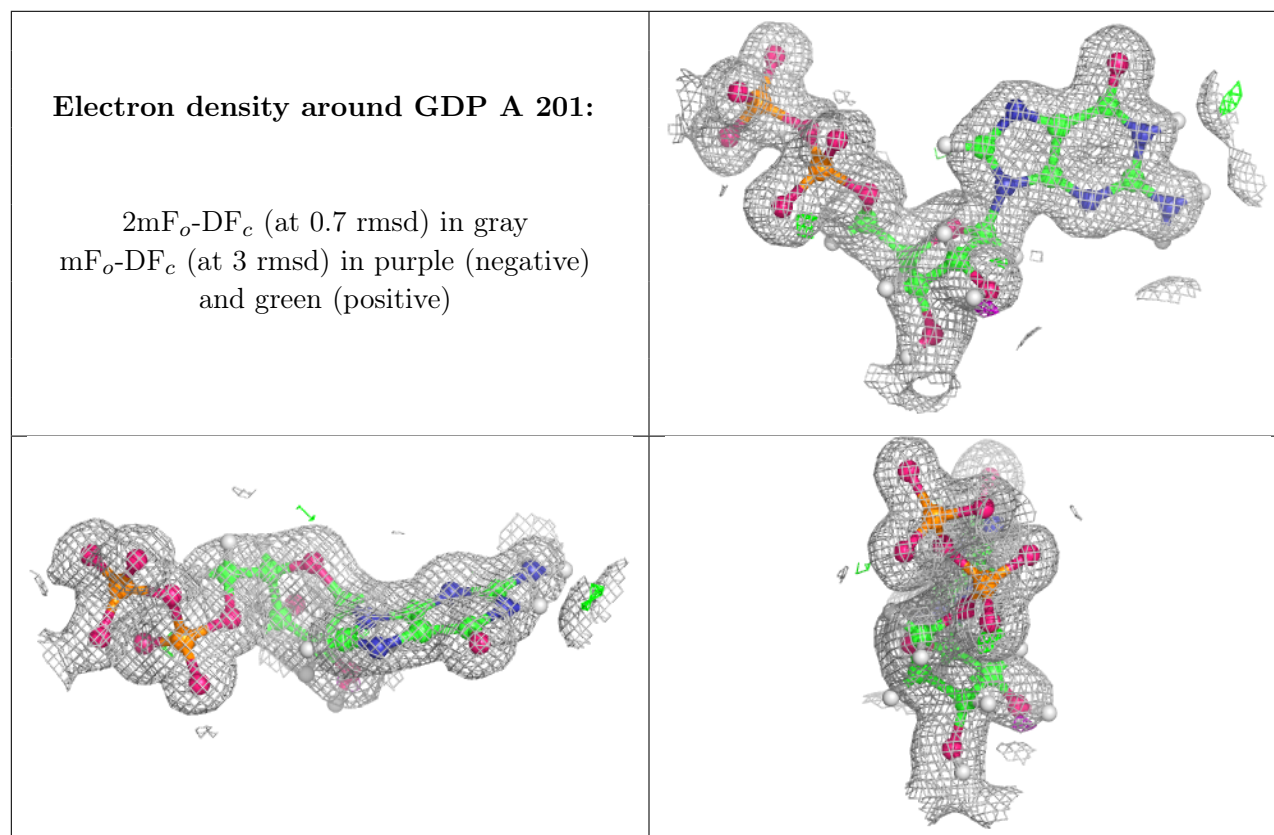 Electron density around GDP A 201:
2mFo-DFc (at 0.7 rmsd) in gray
mFo-DFc (at 3 rmsd) in purple (negative)
and green (positive)